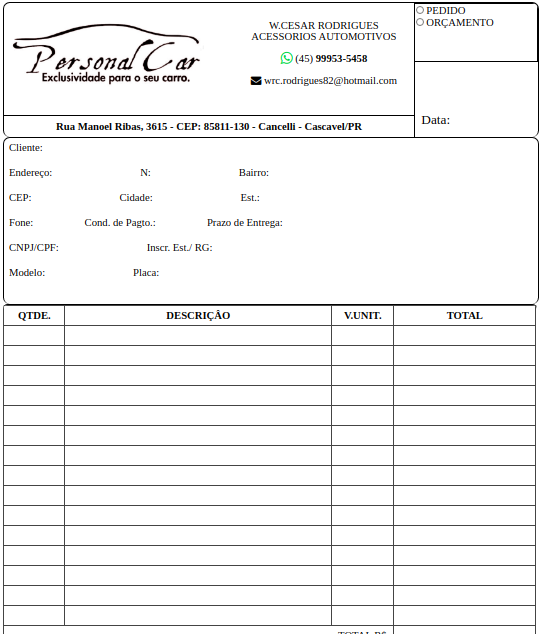 Personal Car
Exclusividade para o seu carro.
W.CESAR RODRIGUES
ACESSORIOS AUTOMOTIVOS
(45) 99953-5458
wrc.rodrigues82@hotmail.com
PEDIDO
ORÇAMENTO
Data:
Rua Manoel Ribas, 3615 - CEP: 85811-130 - Cancelli - Cascavel/PR
Cliente:
Endereço: N: Bairro:
CEP: Cidade: Est.:
Fone: Cond. de Pagto.: Prazo de Entrega:
CNPJ/CPF: Inscr. Est./ RG:
Modelo: Placa:
QTDE. DESCRIÇÂO V.UNIT. TOTAL
TOTAL R$